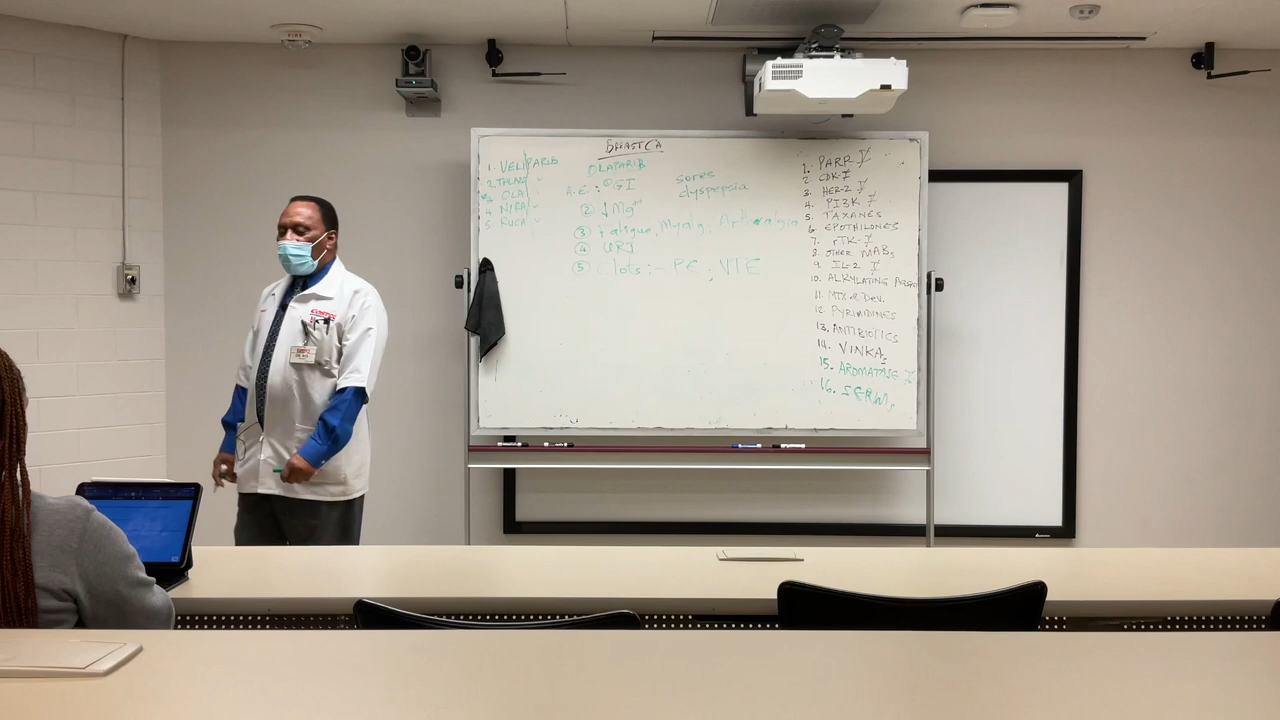 FIRE
BREAST CA
1. VELIPARIB
2. TALAZ "
3. OLA "
4. NIRA "
5. RUCA "
OLAPARIB
A.E.: ① GI
sores
dyspepsia
② ↓Mg++
③ Fatigue, Myalg, Arthralgia
④ URI
⑤ Clots:- PE, VTE
1. PARP I
2 CDK-I
3. HER-2 I
4. PI3K I
5. TAXANES
6. EPOTHILONES
7. rTK-I
8. OTHER MABs
9. IL-2 I
10. ALKYLATING
11. MTX & Dev.
12. PYRIMIDINES
13. ANTIBIOTICS
14. VINKAs
15. AROMATASE I
16. SERMs
COSTCO